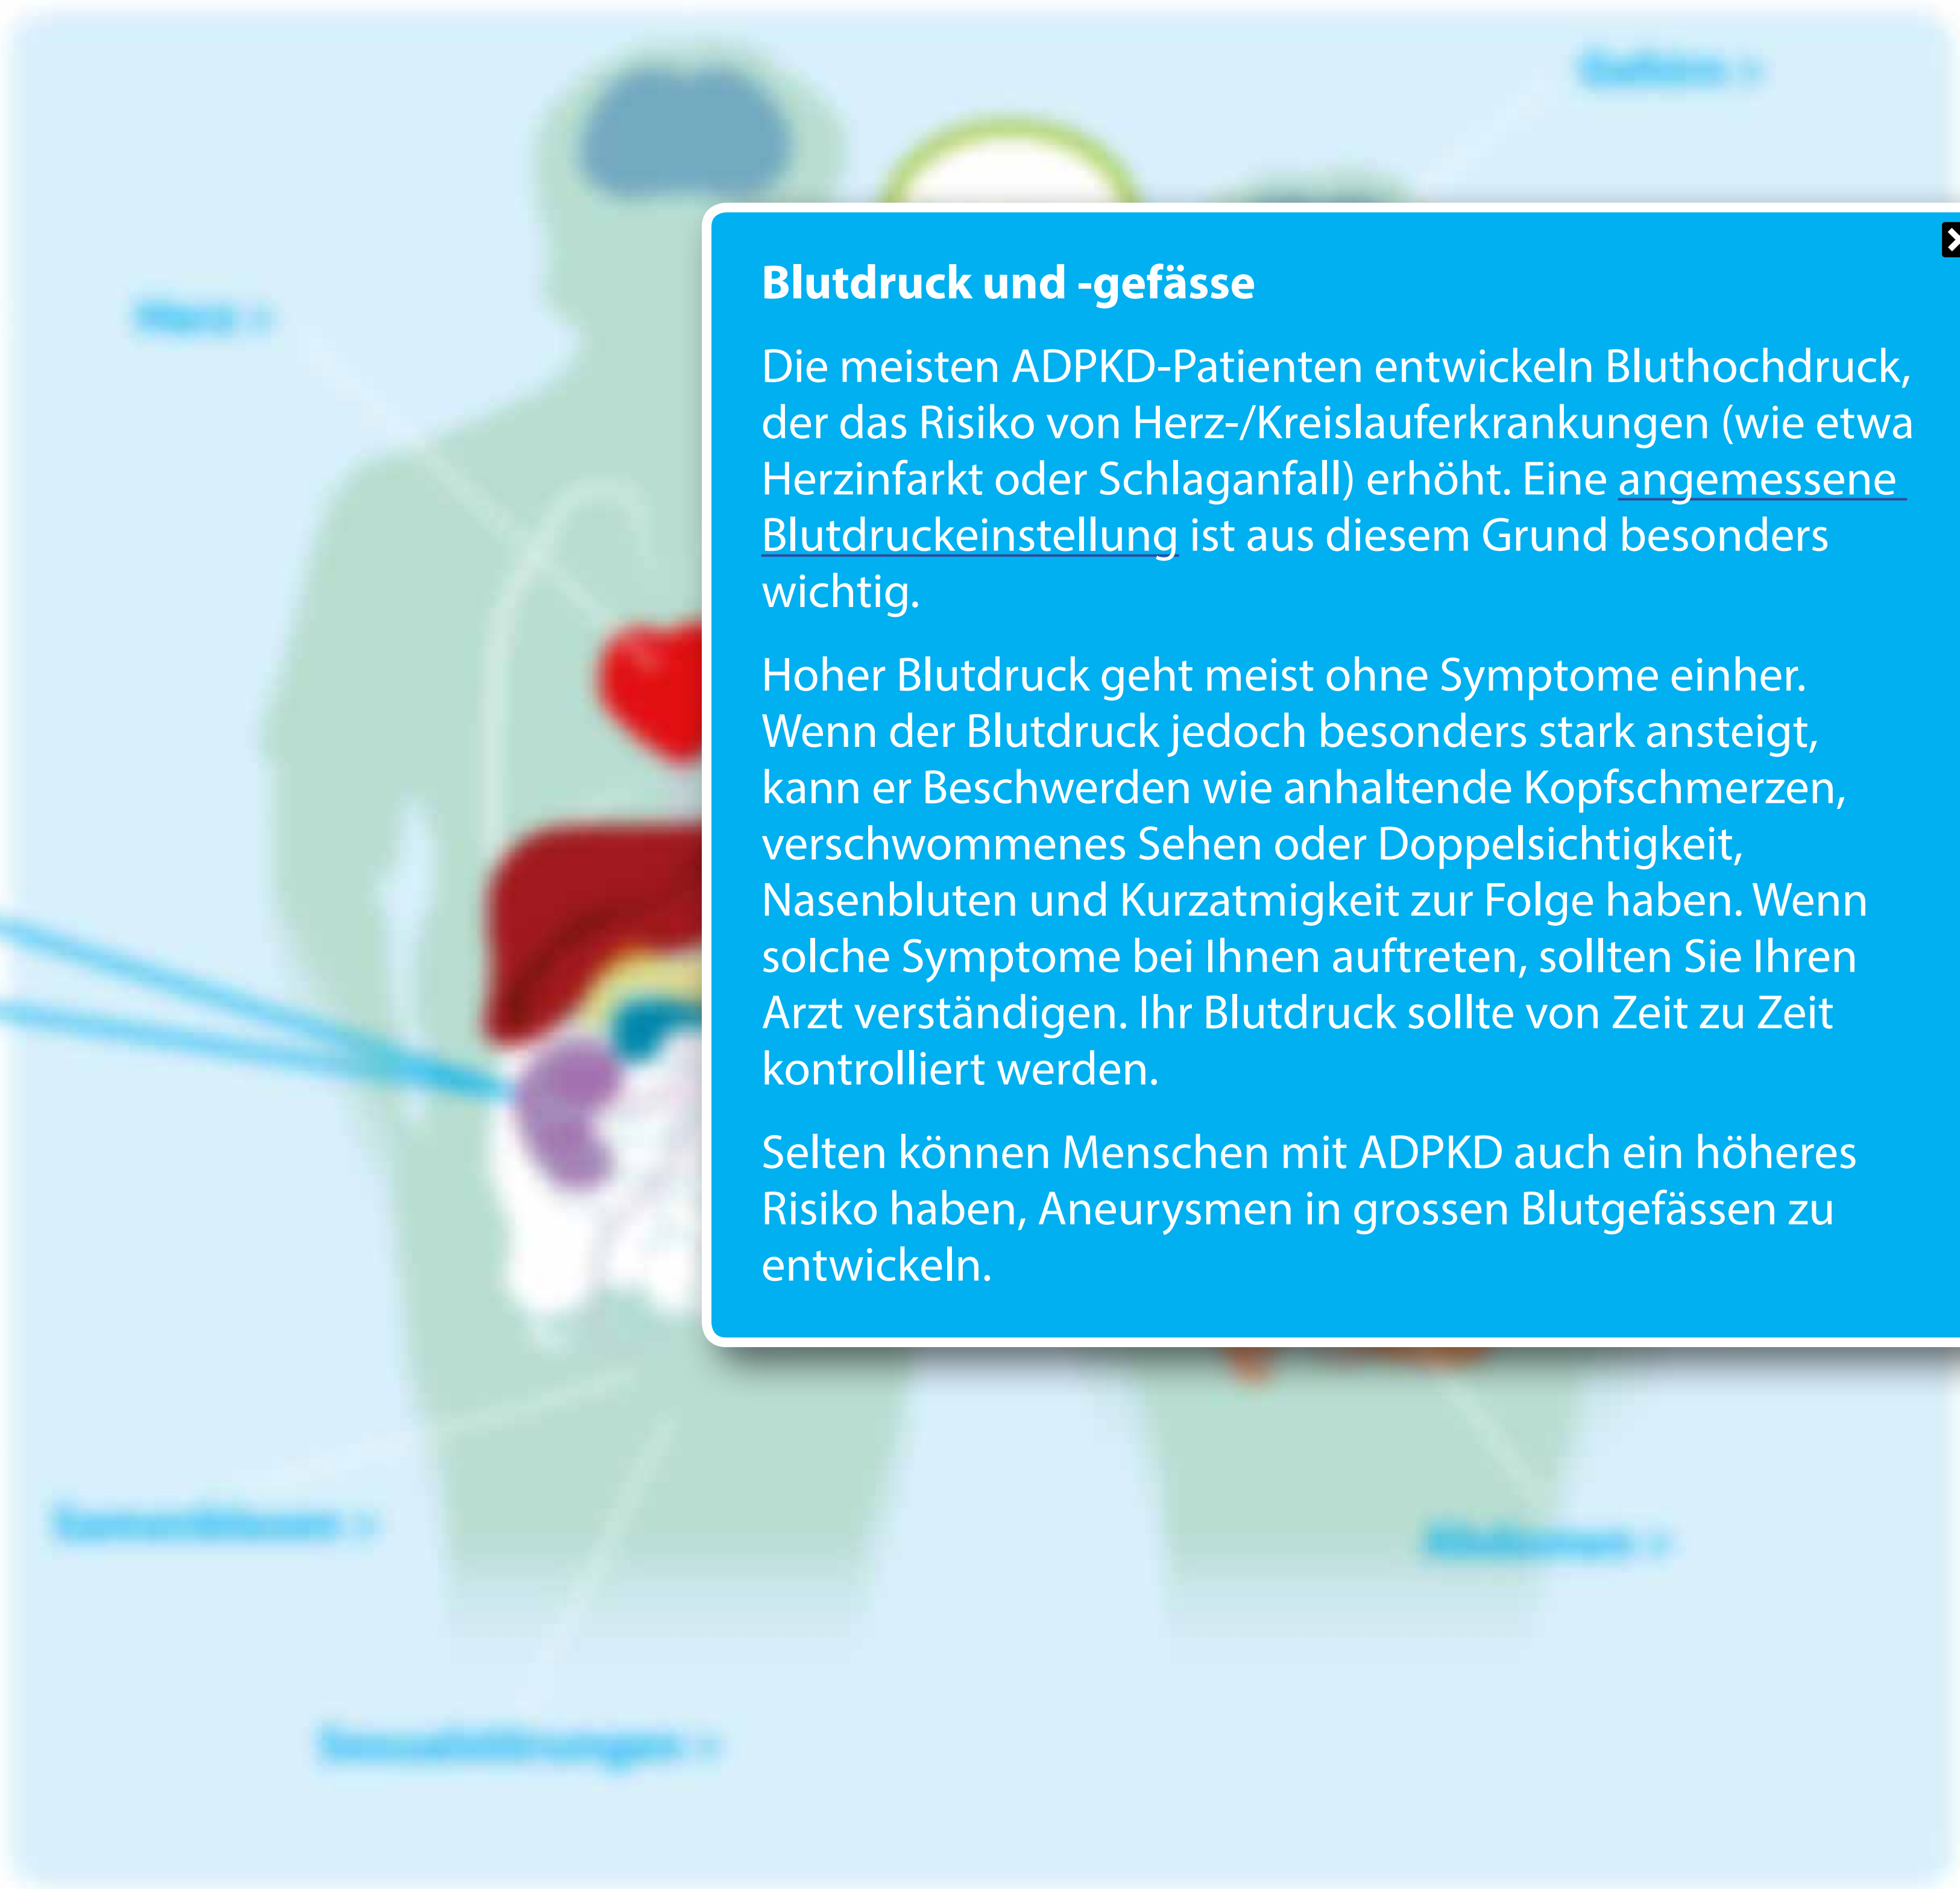 Blutdruck und -gefässe
Die meisten ADPKD-Patienten entwickeln Bluthochdruck,
der das Risiko von Herz-/Kreislauferkrankungen (wie etwa
Herzinfarkt oder Schlaganfall) erhöht. Eine angemessene
Blutdruckeinstellung ist aus diesem Grund besonders
wichtig.
Hoher Blutdruck geht meist ohne Symptome einher.
Wenn der Blutdruck jedoch besonders stark ansteigt,
kann er Beschwerden wie anhaltende Kopfschmerzen,
verschwommenes Sehen oder Doppelsichtigkeit,
Nasenbluten und Kurzatmigkeit zur Folge haben. Wenn
solche Symptome bei Ihnen auftreten, sollten Sie Ihren
Arzt verständigen. Ihr Blutdruck sollte von Zeit zu Zeit
kontrolliert werden.
Selten können Menschen mit ADPKD auch ein höheres
Risiko haben, Aneurysmen in grossen Blutgefässen zu
entwickeln.